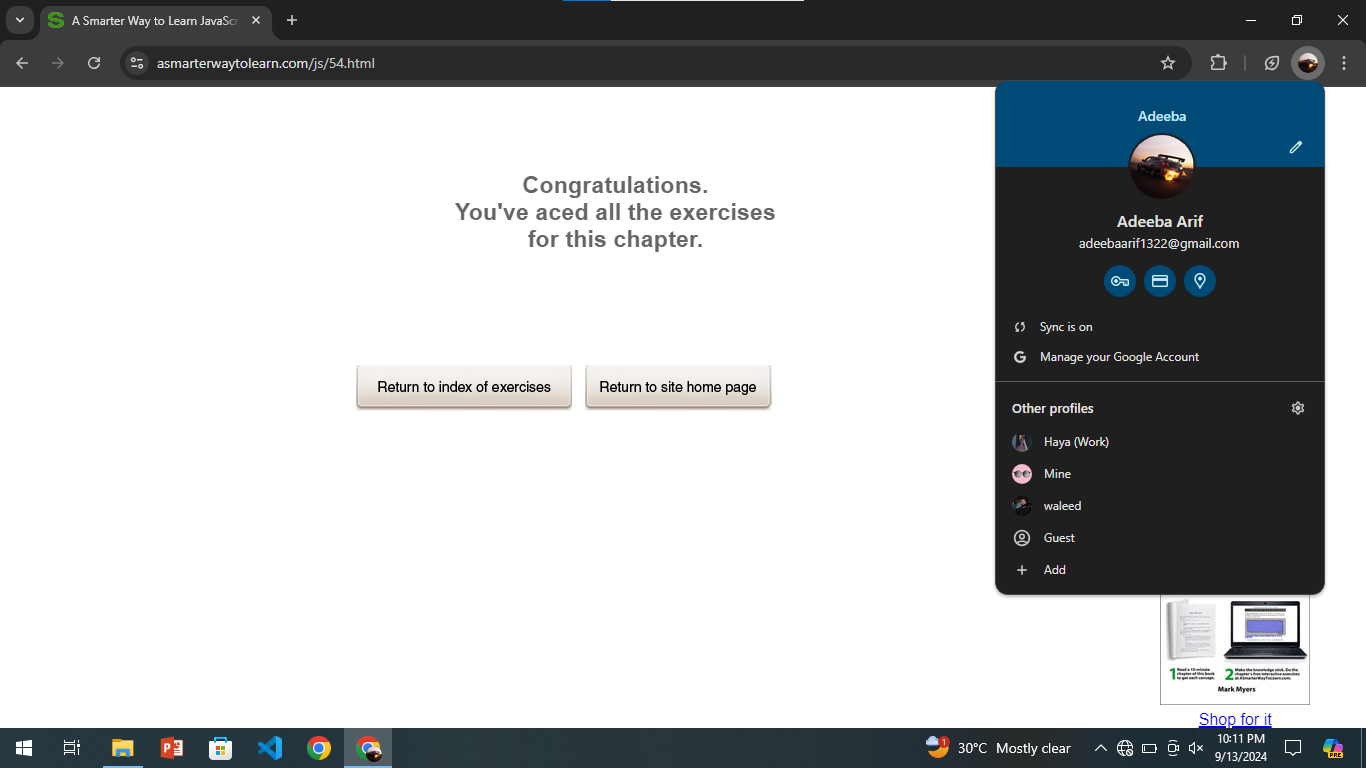 A Smarter Way to Learn JavaScr
asmarterwaytolearn.com/js/54.html
Congratulations.
You've aced all the exercises
for this chapter.
Return to index of exercises
Return to site home page
Adeeba
Adeeba Arif
adeebaarif1322@gmail.com
Sync is on
Manage your Google Account
Other profiles
Haya (Work)
Mine
waleed
Guest
Add
1 Read a 10-minute
chapter of this book
to get each concept.
2 Make the knowledge click. Do the
chapter's free interactive exercises
at ASmarterWayToLearn.com.
Mark Myers
Shop for it
1
30°C Mostly clear
10:11 PM
9/13/2024
PRE